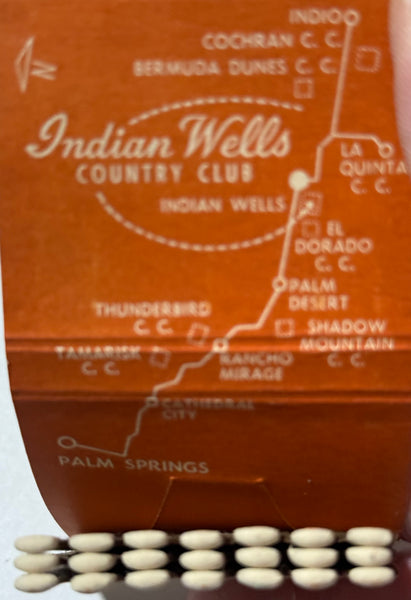 INDIO
COCHRAN C. C.
BERMUDA DUNES C. C.
N
Indian Wells
COUNTRY CLUB
LA
QUINTA
C. C.
INDIAN WELLS
EL
DORADO
C. C.
PALM
DESERT
THUNDERBIRD
C. C.
SHADOW
MOUNTAIN
C. C.
TAMARISK
C. C.
RANCHO
MIRAGE
CATHEDRAL
CITY
PALM SPRINGS